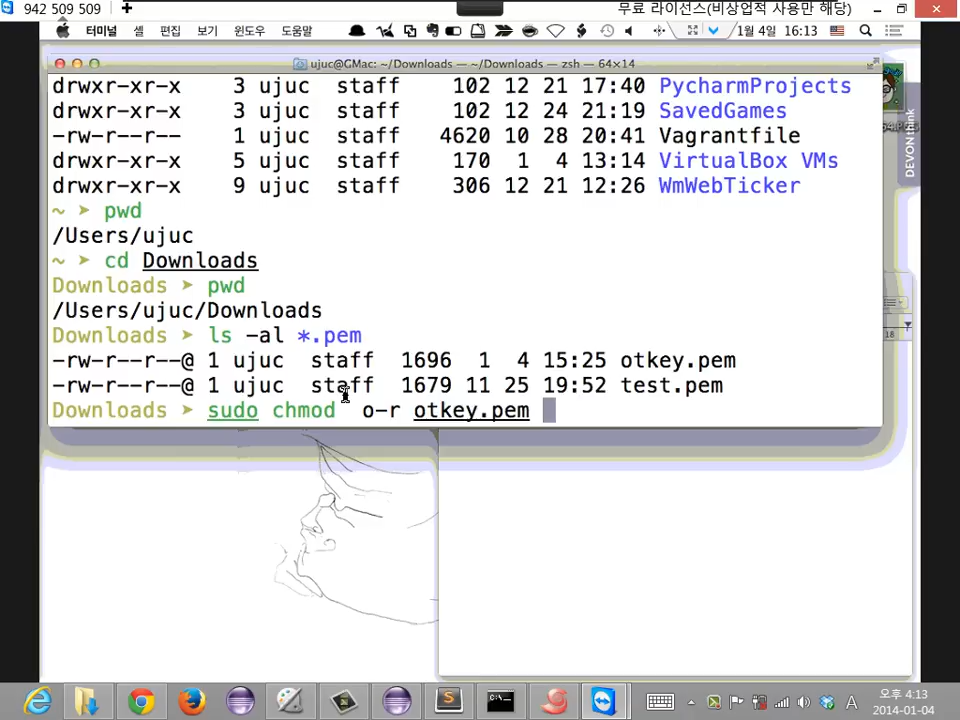 942 509 509
무료 라이선스(비상업적 사용만 해당)
터미널 셸 편집 보기 윈도우 도움말 1월 4일 16:13
ujuc@GMac: ~/Downloads — ~/Downloads — zsh — 64×14
drwxr-xr-x 3 ujuc staff 102 12 21 17:40 PycharmProjects
drwxr-xr-x 3 ujuc staff 102 12 24 21:19 SavedGames
-rw-r--r-- 1 ujuc staff 4620 10 28 20:41 Vagrantfile
drwxr-xr-x 5 ujuc staff 170 1 4 13:14 VirtualBox VMs
drwxr-xr-x 9 ujuc staff 306 12 21 12:26 WmWebTicker
~ ➤ pwd
/Users/ujuc
~ ➤ cd Downloads
Downloads ➤ pwd
/Users/ujuc/Downloads
Downloads ➤ ls -al *.pem
-rw-r--r--@ 1 ujuc staff 1696 1 4 15:25 otkey.pem
-rw-r--r--@ 1 ujuc staff 1679 11 25 19:52 test.pem
Downloads ➤ sudo chmod o-r otkey.pem
DEVONthink
18
A
오후 4:13
2014-01-04